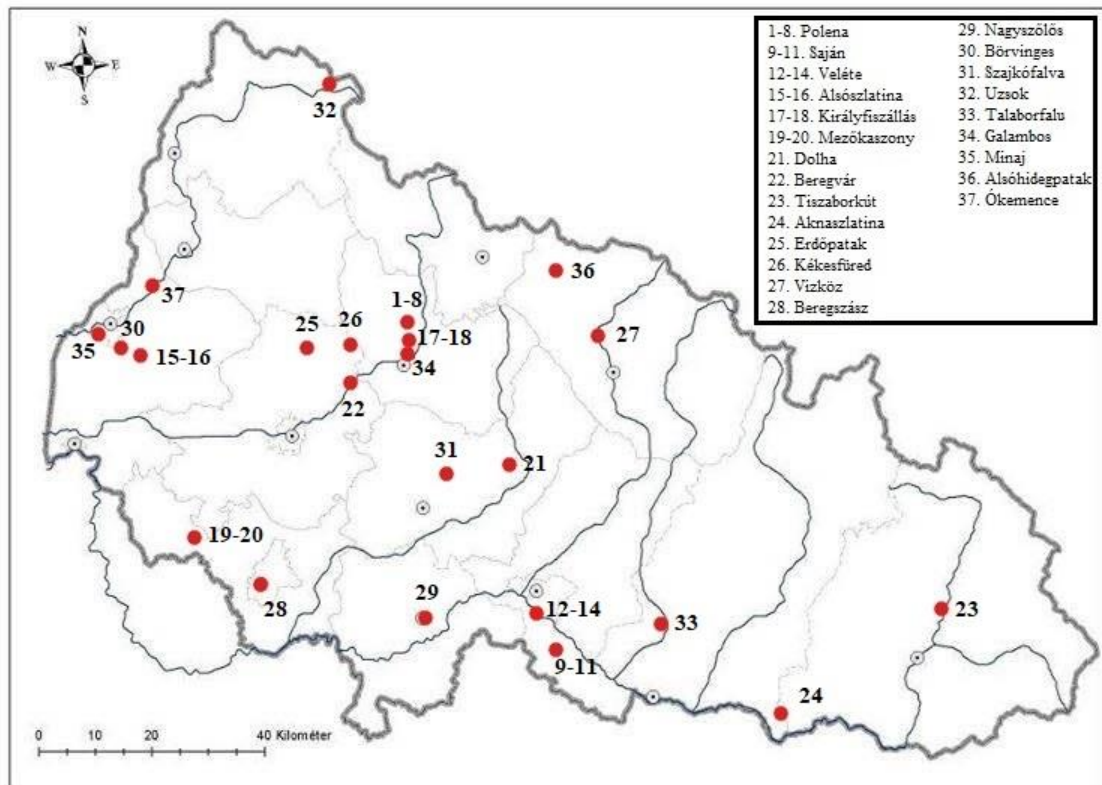 N
W E
S
1-8. Polena
9-11. Saján
12-14. Veléte
15-16. Alsószlatina
17-18. Királyfiszállás
19-20. Mezőkaszony
21. Dolha
22. Beregvár
23. Tiszaborkút
24. Aknaszlatina
25. Erdőpatak
26. Kékesfüred
27. Vizköz
28. Beregszász
29. Nagyszőlős
30. Börvinges
31. Szajkófalva
32. Uzsok
33. Talaborfalu
34. Galambos
35. Minaj
36. Alsóhidegpatak
37. Ókemence
32
36
37
1-8
30
25
26
17-18
27
35
15-16
34
22
31
21
19-20
28
29
12-14
33
23
9-11
24
0 10 20 40 Kilométer